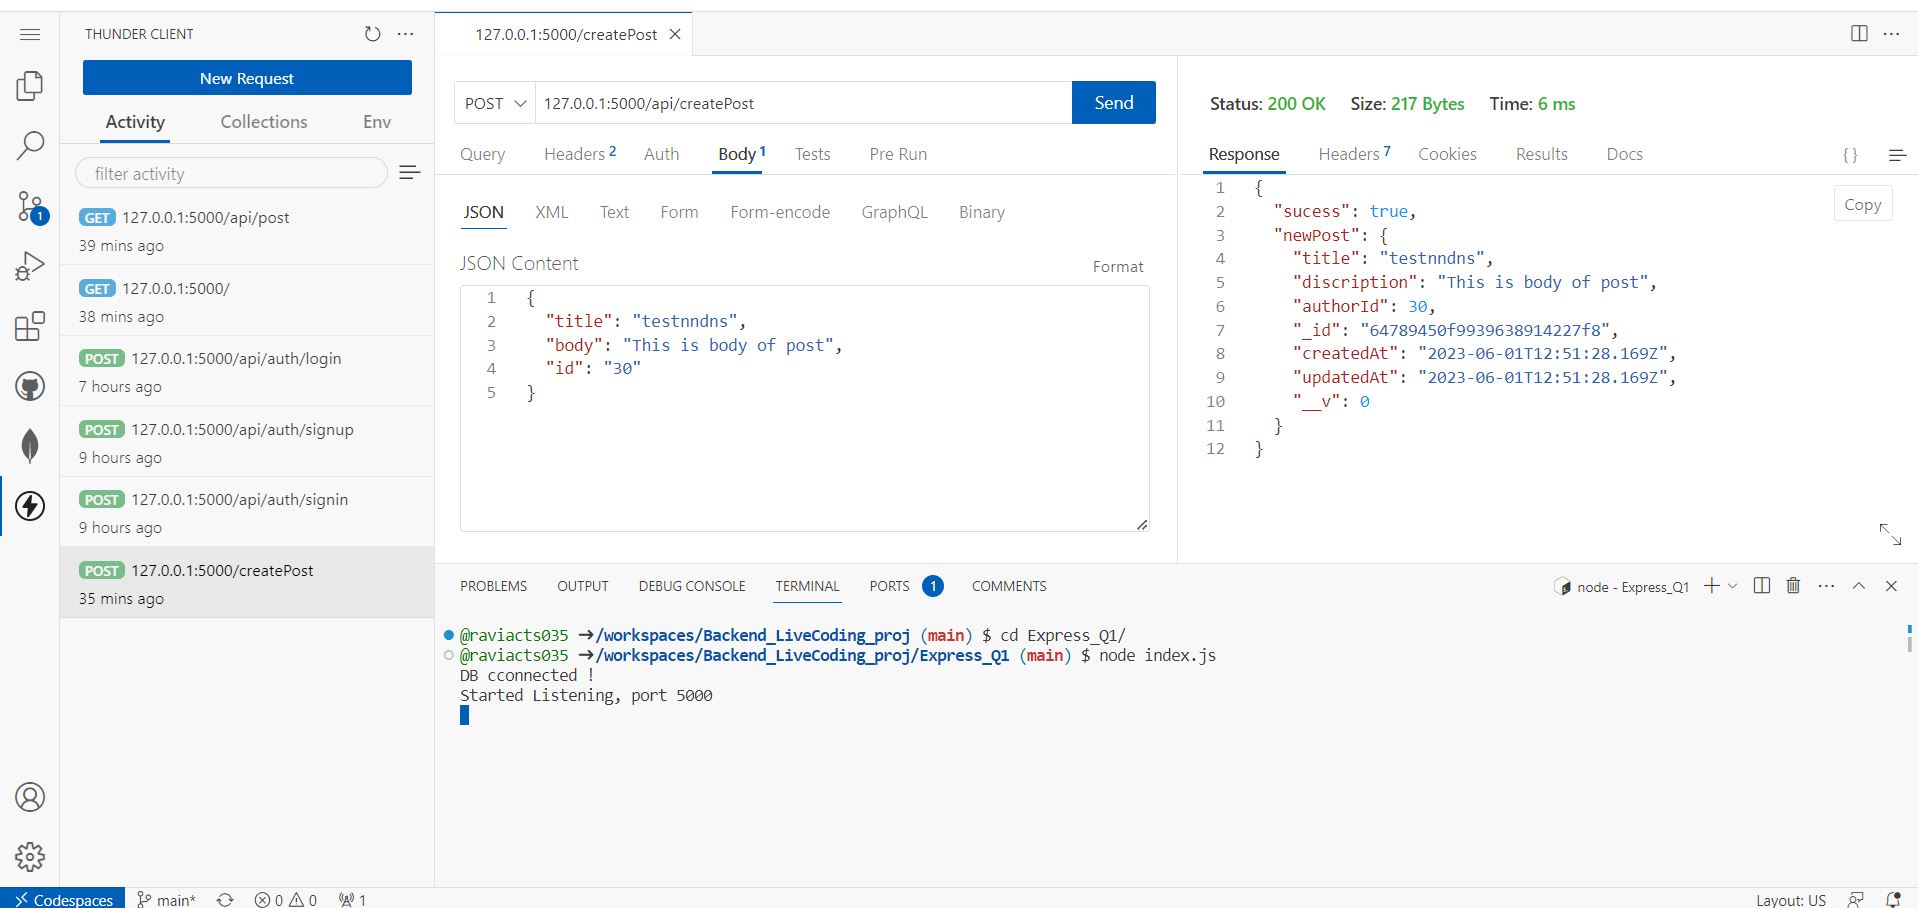 THUNDER CLIENT
New Request
Activity Collections Env
filter activity
GET 127.0.0.1:5000/api/post
39 mins ago
GET 127.0.0.1:5000/
38 mins ago
POST 127.0.0.1:5000/api/auth/login
7 hours ago
POST 127.0.0.1:5000/api/auth/signup
9 hours ago
POST 127.0.0.1:5000/api/auth/signin
9 hours ago
POST 127.0.0.1:5000/createPost
35 mins ago
1
127.0.0.1:5000/createPost
POST 127.0.0.1:5000/api/createPost Send
Query Headers 2 Auth Body 1 Tests Pre Run
JSON XML Text Form Form-encode GraphQL Binary
JSON Content Format
1 {
2 "title": "testnndns",
3 "body": "This is body of post",
4 "id": "30"
5 }
Status: 200 OK Size: 217 Bytes Time: 6 ms
Response Headers 7 Cookies Results Docs { }
Copy
1 {
2 "sucess": true,
3 "newPost": {
4 "title": "testnndns",
5 "discription": "This is body of post",
6 "authorId": 30,
7 "_id": "64789450f9939638914227f8",
8 "createdAt": "2023-06-01T12:51:28.169Z",
9 "updatedAt": "2023-06-01T12:51:28.169Z",
10 "__v": 0
11 }
12 }
PROBLEMS OUTPUT DEBUG CONSOLE TERMINAL PORTS 1 COMMENTS
node - Express_Q1
@raviacts035 ➜/workspaces/Backend_LiveCoding_proj (main) $ cd Express_Q1/
@raviacts035 ➜/workspaces/Backend_LiveCoding_proj/Express_Q1 (main) $ node index.js
DB cconnected !
Started Listening, port 5000
Codespaces main* 0 0 1 Layout: US